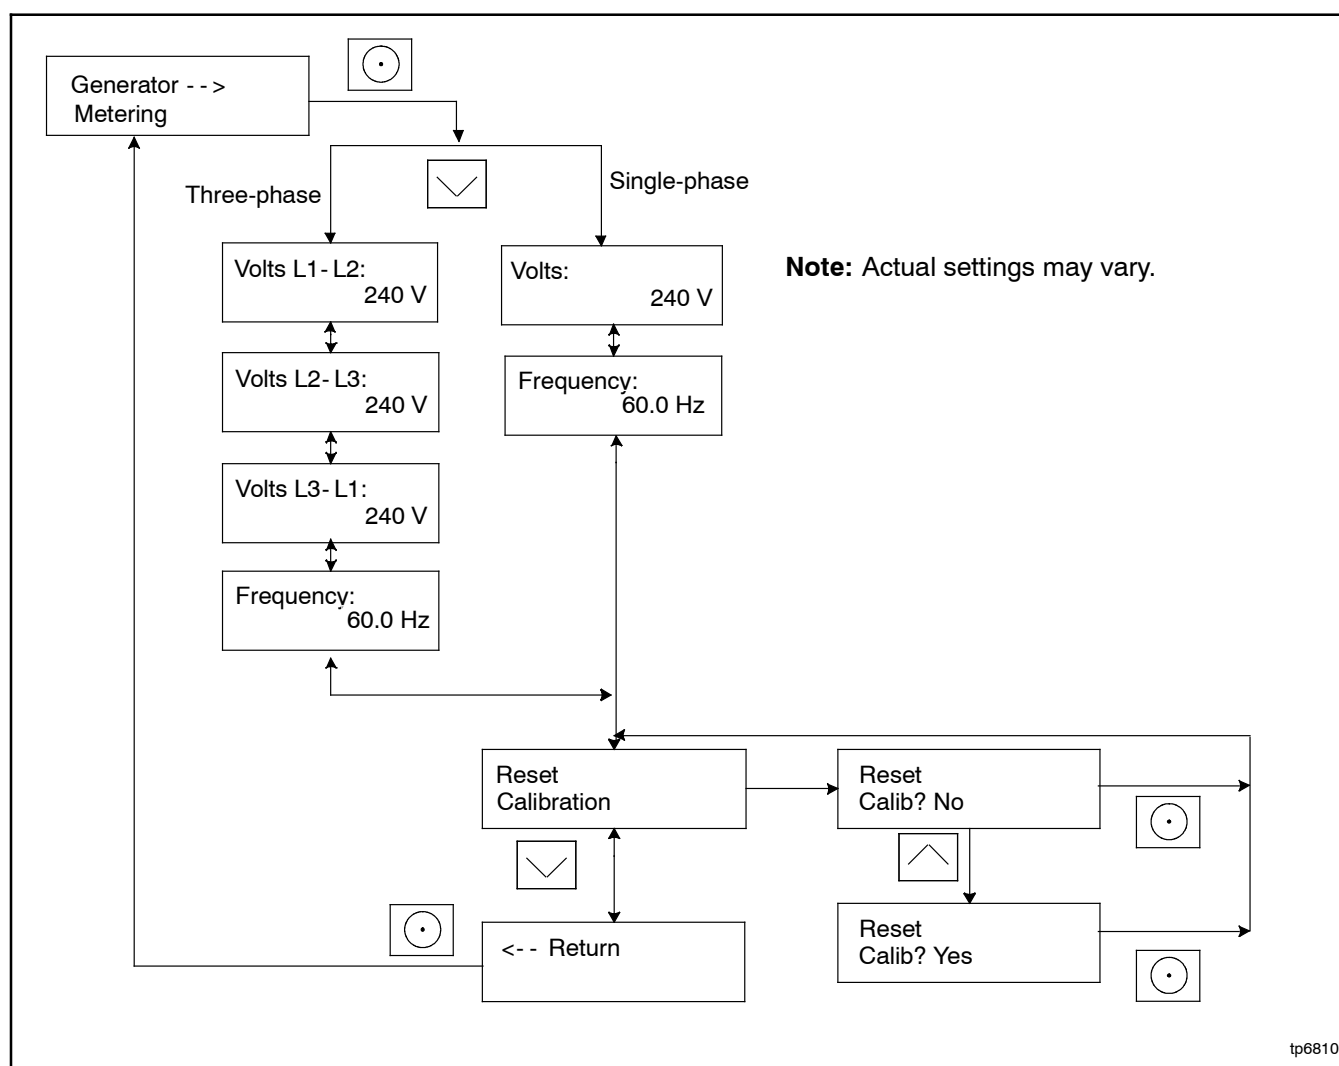 Generator - - >
Metering
Three-phase
Single-phase
Volts L1- L2:
240 V
Volts:
240 V
Note: Actual settings may vary.
Volts L2- L3:
240 V
Frequency:
60.0 Hz
Volts L3- L1:
240 V
Frequency:
60.0 Hz
Reset
Calibration
Reset
Calib? No
<- - Return
Reset
Calib? Yes
tp6810